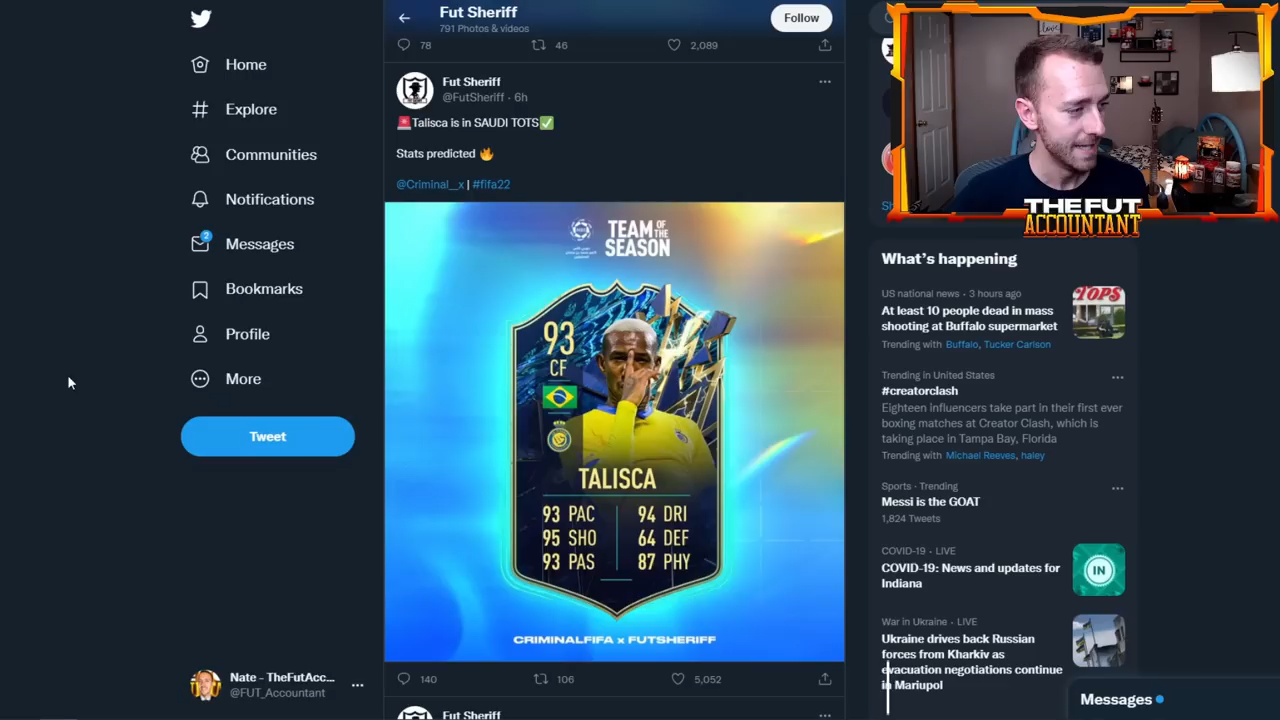 Home
Explore
Communities
Notifications
2
Messages
Bookmarks
Profile
More
Tweet
Nate - TheFutAcc...
@FUT_Accountant
Fut Sheriff
791 Photos & videos
Follow
78
46
2,089
Fut Sheriff
@FutSheriff · 6h
🚨Talisca is in SAUDI TOTS✅
Stats predicted 🔥
@Criminal__x | #fifa22
TEAM OF THE
SEASON
93
CF
TALISCA
93 PAC 94 DRI
95 SHO 64 DEF
93 PAS 87 PHY
CRIMINALFIFA x FUTSHERIFF
140
106
5,052
Fut Sheriff
THE FUT
ACCOUNTANT
What's happening
US national news · 3 hours ago
At least 10 people dead in mass
shooting at Buffalo supermarket
Trending with Buffalo, Tucker Carlson
TOPS
Trending in United States
#creatorclash
Eighteen influencers take part in their first ever
boxing matches at Creator Clash, which is
taking place in Tampa Bay, Florida
Trending with Michael Reeves, haley
Sports · Trending
Messi is the GOAT
1,824 Tweets
COVID-19 · LIVE
COVID-19: News and updates for
Indiana
IN
War in Ukraine · LIVE
Ukraine drives back Russian
forces from Kharkiv as
evacuation negotiations continue
in Mariupol
Messages